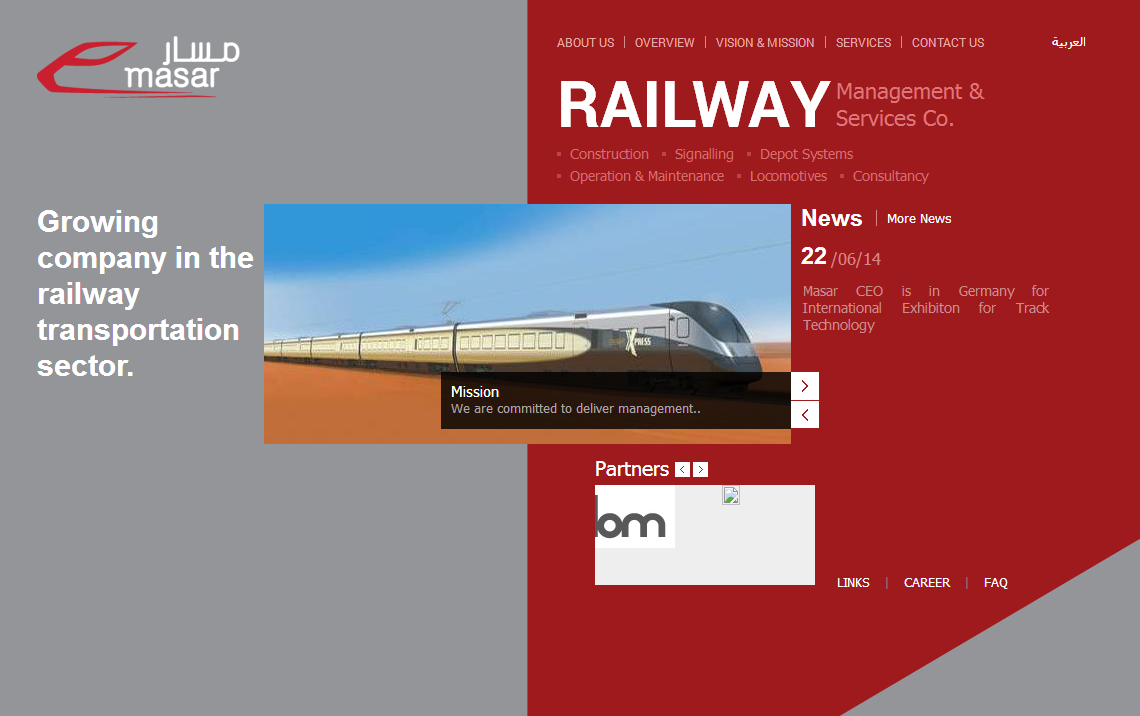 مسار
masar
ABOUT US
OVERVIEW
VISION & MISSION
SERVICES
CONTACT US
العربية
RAILWAY
Management &
Services Co.
Construction
Signalling
Depot Systems
Operation & Maintenance
Locomotives
Consultancy
Growing
company in the
railway
transportation
sector.
XPRESS
Mission
We are committed to deliver management..
News
More News
22 /06/14
Masar CEO is in Germany for
International Exhibiton for Track
Technology
Partners
om
LINKS
CAREER
FAQ